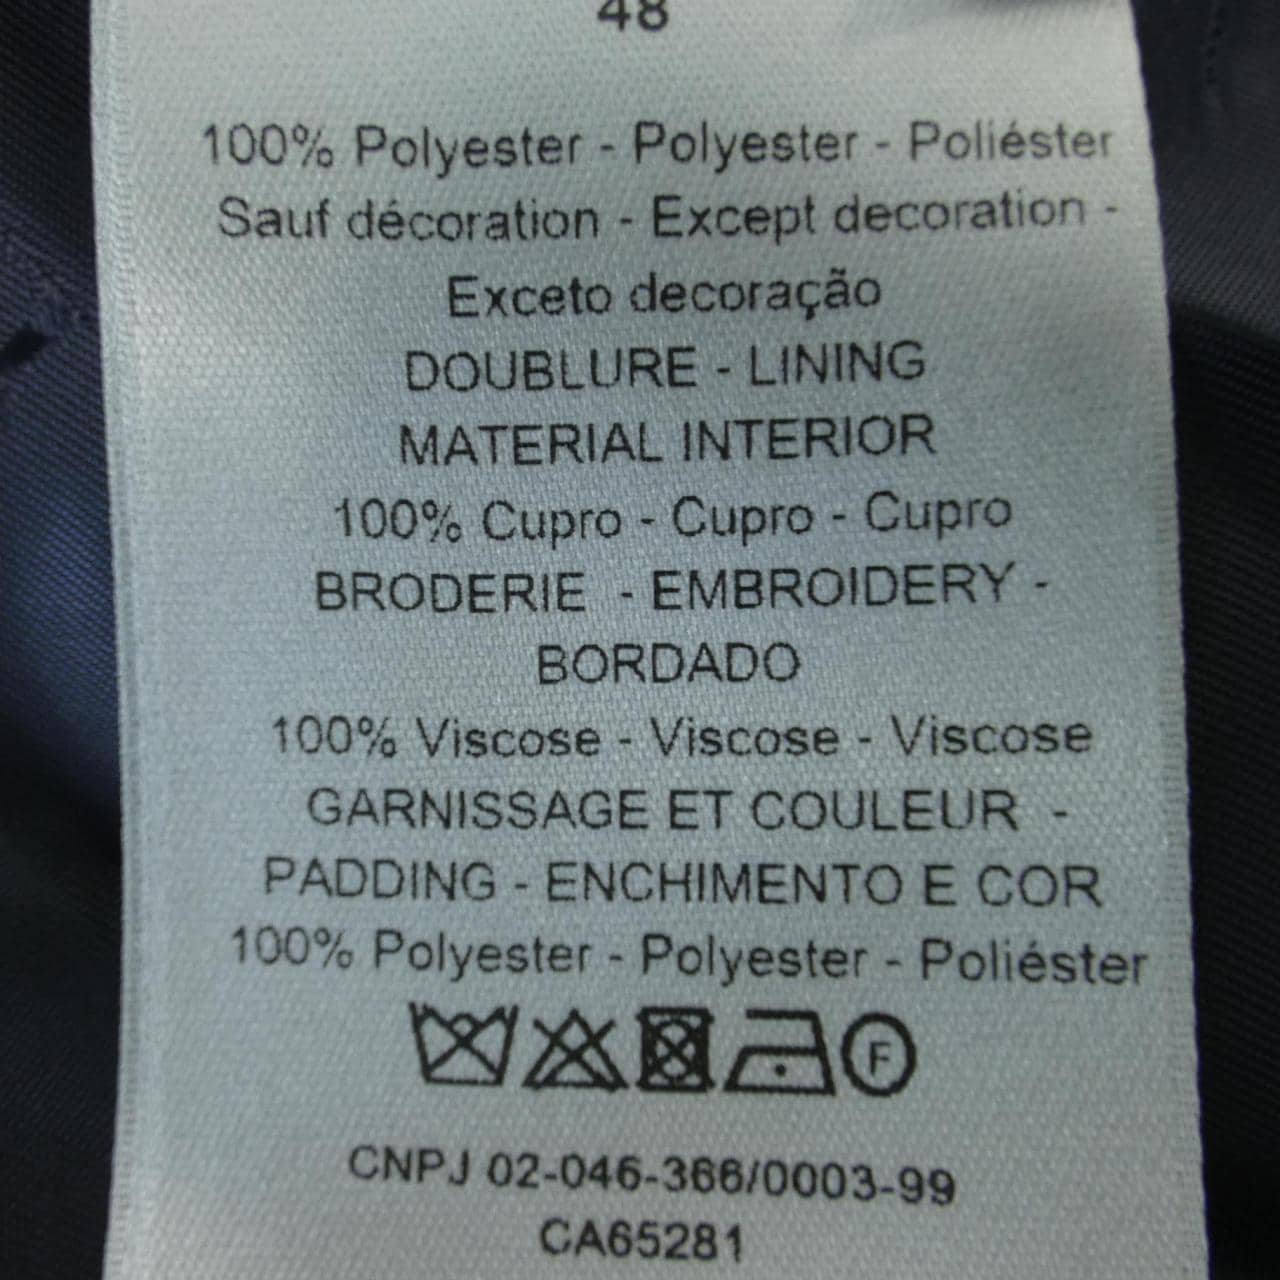 48
100% Polyester - Polyester - Poliéster
Sauf décoration - Except decoration -
Exceto decoração
DOUBLURE - LINING
MATERIAL INTERIOR
100% Cupro - Cupro - Cupro
BRODERIE - EMBROIDERY -
BORDADO
100% Viscose - Viscose - Viscose
GARNISSAGE ET COULEUR -
PADDING - ENCHIMENTO E COR
100% Polyester - Polyester - Poliéster
F
CNPJ 02-046-366/0003-99
CA65281